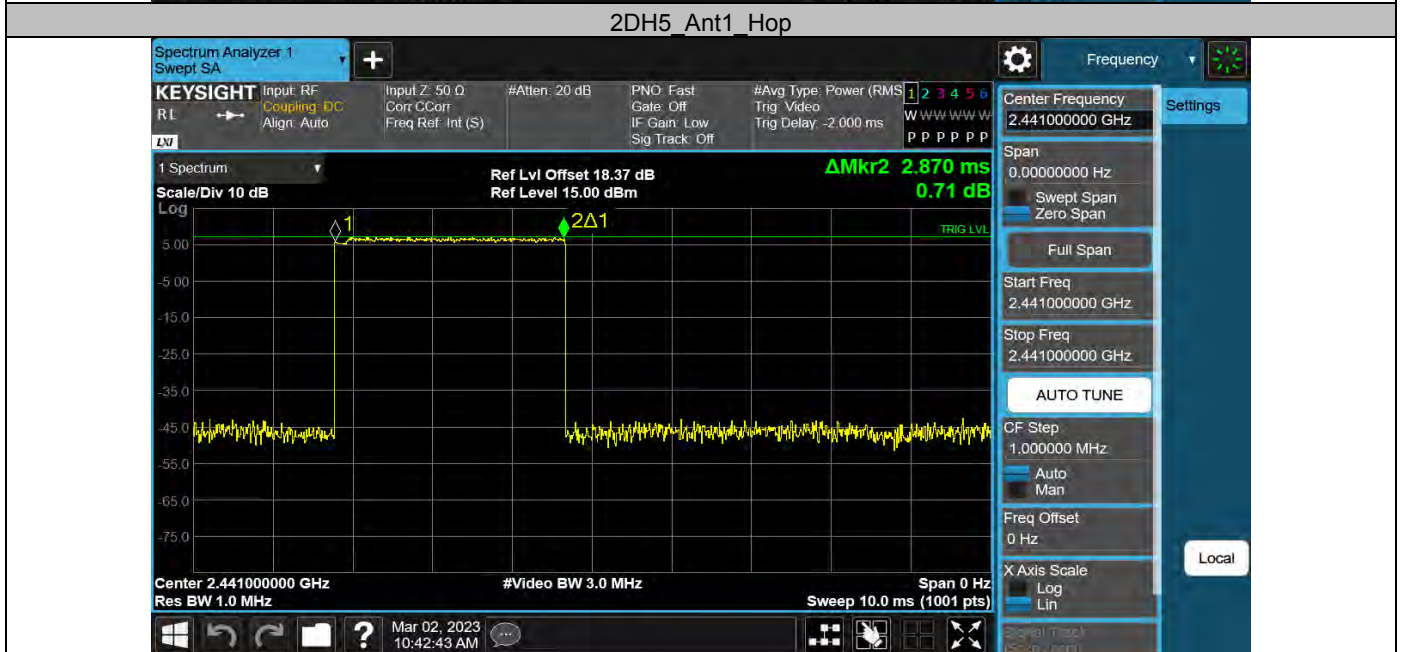 2DH5_Ant1_Hop
Spectrum Analyzer 1
Swept SA
+
Frequency
KEYSIGHT
RL
LXI
Input: RF
Coupling: DC
Align: Auto
Input Z: 50 Ω
Corr CCorr
Freq Ref: Int (S)
#Atten: 20 dB
PNO: Fast
Gate: Off
IF Gain: Low
Sig Track: Off
#Avg Type: Power (RMS
Trig: Video
Trig Delay: -2.000 ms
1 2 3 4 5 6
W W W W W W
P P P P P P
1 Spectrum
Scale/Div 10 dB
Log
Ref Lvl Offset 18.37 dB
Ref Level 15.00 dBm
ΔMkr2 2.870 ms
0.71 dB
1
2Δ1
TRIG LVL
5.00
-5.00
-15.0
-25.0
-35.0
-45.0
-55.0
-65.0
-75.0
Center 2.441000000 GHz
Res BW 1.0 MHz
#Video BW 3.0 MHz
Span 0 Hz
Sweep 10.0 ms (1001 pts)
Mar 02, 2023
10:42:43 AM
Center Frequency
2.441000000 GHz
Span
0.00000000 Hz
Swept Span
Zero Span
Full Span
Start Freq
2.441000000 GHz
Stop Freq
2.441000000 GHz
AUTO TUNE
CF Step
1.000000 MHz
Auto
Man
Freq Offset
0 Hz
X Axis Scale
Log
Lin
Signal Track
Settings
Local